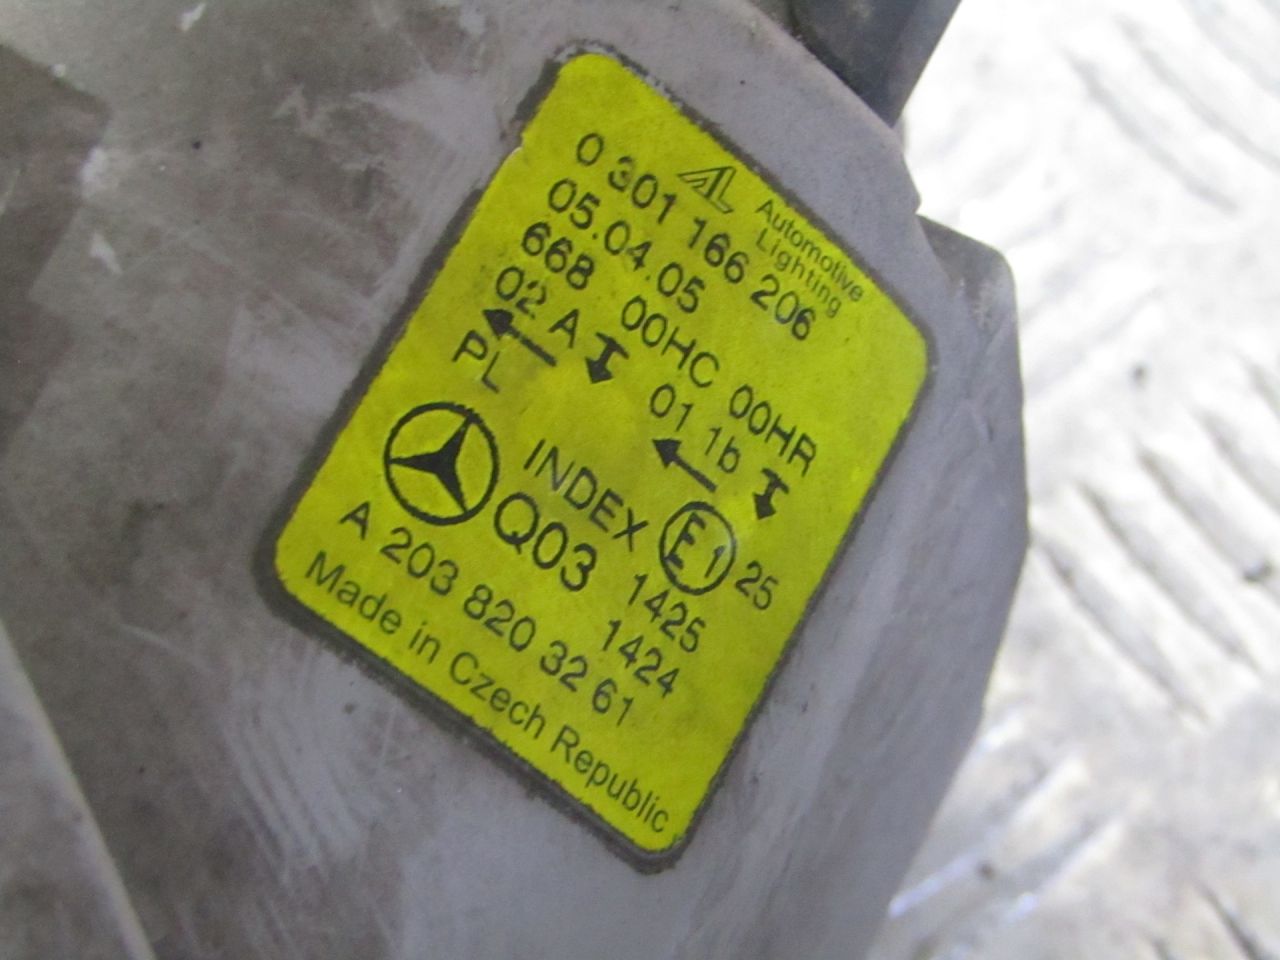 AL Automotive
Lighting
0 301 166 206
05.04.05
668 00HC 00HR
02 A 01 1b
PL
INDEX E1 25
Q03 1425
1424
A 203 820 32 61
Made in Czech Republic